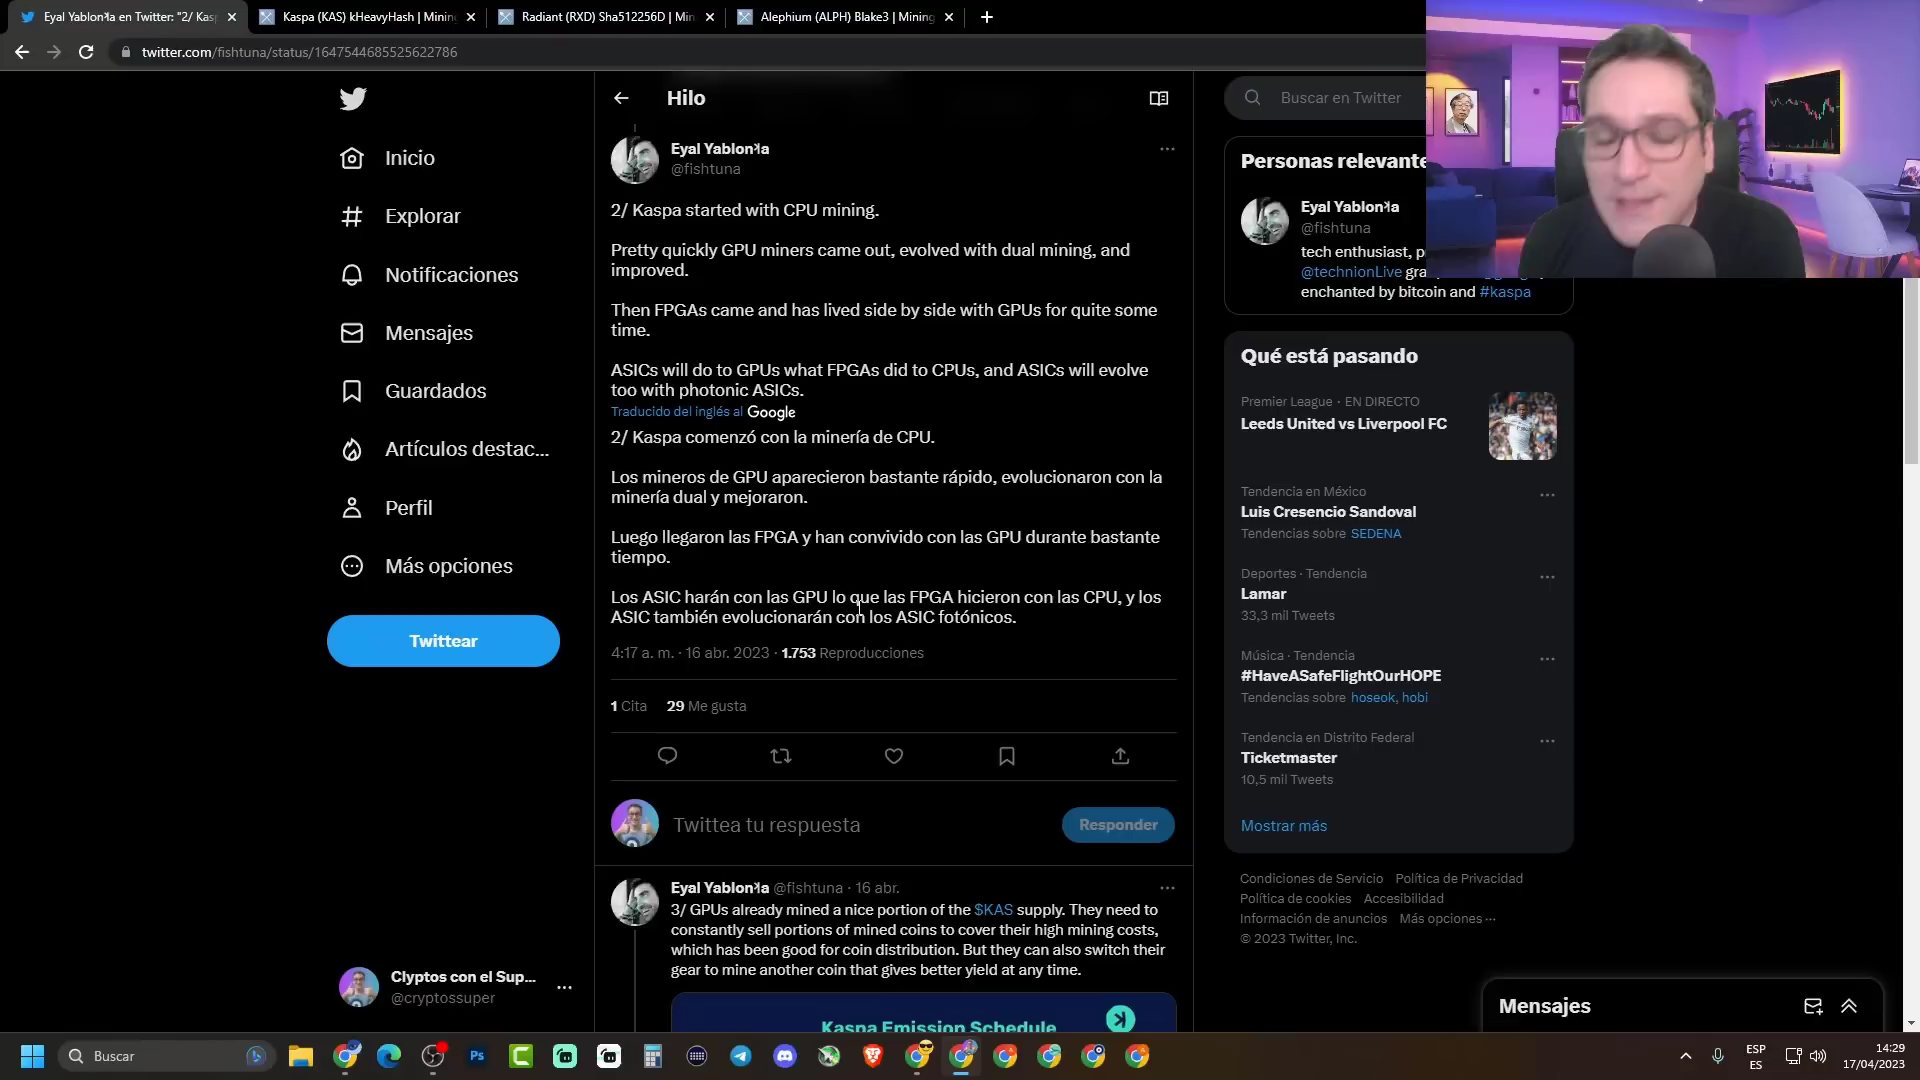 Eyal Yablonꓘa en Twitter: "2/ Kas
Kaspa (KAS) kHeavyHash | Minin
Radiant (RXD) Sha512256D | Min
Alephium (ALPH) Blake3 | Mining
twitter.com/fishtuna/status/1647544685525622786
Inicio
Explorar
Notificaciones
Mensajes
Guardados
Artículos destac...
Perfil
Más opciones
Twittear
Clyptos con el Sup...
@cryptossuper
Hilo
Eyal Yablonꓘa
@fishtuna
2/ Kaspa started with CPU mining.
Pretty quickly GPU miners came out, evolved with dual mining, and
improved.
Then FPGAs came and has lived side by side with GPUs for quite some
time.
ASICs will do to GPUs what FPGAs did to CPUs, and ASICs will evolve
too with photonic ASICs.
Traducido del inglés al Google
2/ Kaspa comenzó con la minería de CPU.
Los mineros de GPU aparecieron bastante rápido, evolucionaron con la
minería dual y mejoraron.
Luego llegaron las FPGA y han convivido con las GPU durante bastante
tiempo.
Los ASIC harán con las GPU lo que las FPGA hicieron con las CPU, y los
ASIC también evolucionarán con los ASIC fotónicos.
4:17 a. m. · 16 abr. 2023 · 1.753 Reproducciones
1 Cita 29 Me gusta
Twittea tu respuesta
Responder
Eyal Yablonꓘa @fishtuna · 16 abr.
3/ GPUs already mined a nice portion of the $KAS supply. They need to
constantly sell portions of mined coins to cover their high mining costs,
which has been good for coin distribution. But they can also switch their
gear to mine another coin that gives better yield at any time.
Kaspa Emission Schedule
Buscar en Twitter
Personas relevante
Eyal Yablonꓘa
@fishtuna
tech enthusiast, p
@technionLive gra
enchanted by bitcoin and #kaspa
Qué está pasando
Premier League · EN DIRECTO
Leeds United vs Liverpool FC
Tendencia en México
Luis Cresencio Sandoval
Tendencias sobre SEDENA
Deportes · Tendencia
Lamar
33,3 mil Tweets
Música · Tendencia
#HaveASafeFlightOurHOPE
Tendencias sobre hoseok, hobi
Tendencia en Distrito Federal
Ticketmaster
10,5 mil Tweets
Mostrar más
Condiciones de Servicio Política de Privacidad
Política de cookies Accesibilidad
Información de anuncios Más opciones ···
© 2023 Twitter, Inc.
Mensajes
Buscar
Ps
ESP
ES
14:29
17/04/2023